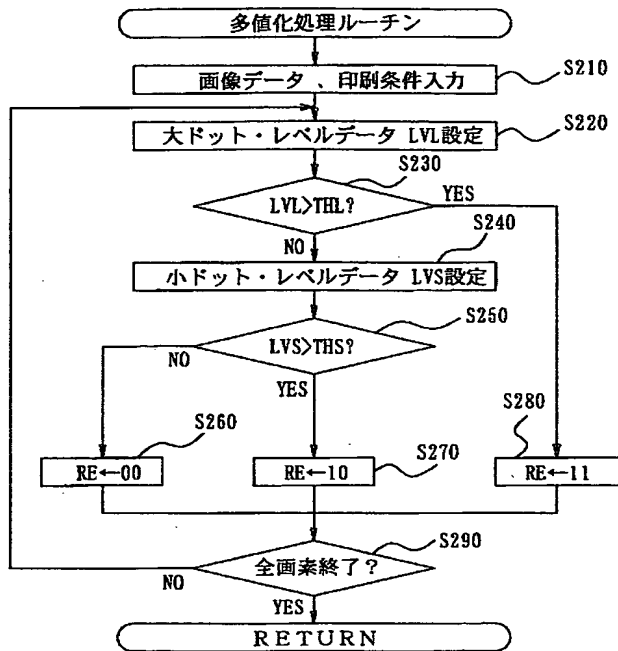 多値化処理ルーチン
画像データ 、印刷条件入力
S210
大ドット・レベルデータ LVL設定
S220
S230
LVL>THL?
YES
NO
S240
小ドット・レベルデータ LVS設定
S250
LVS>THS?
NO
YES
S260
RE←00
RE←10
S270
S280
RE←11
S290
全画素終了？
NO
YES
RETURN